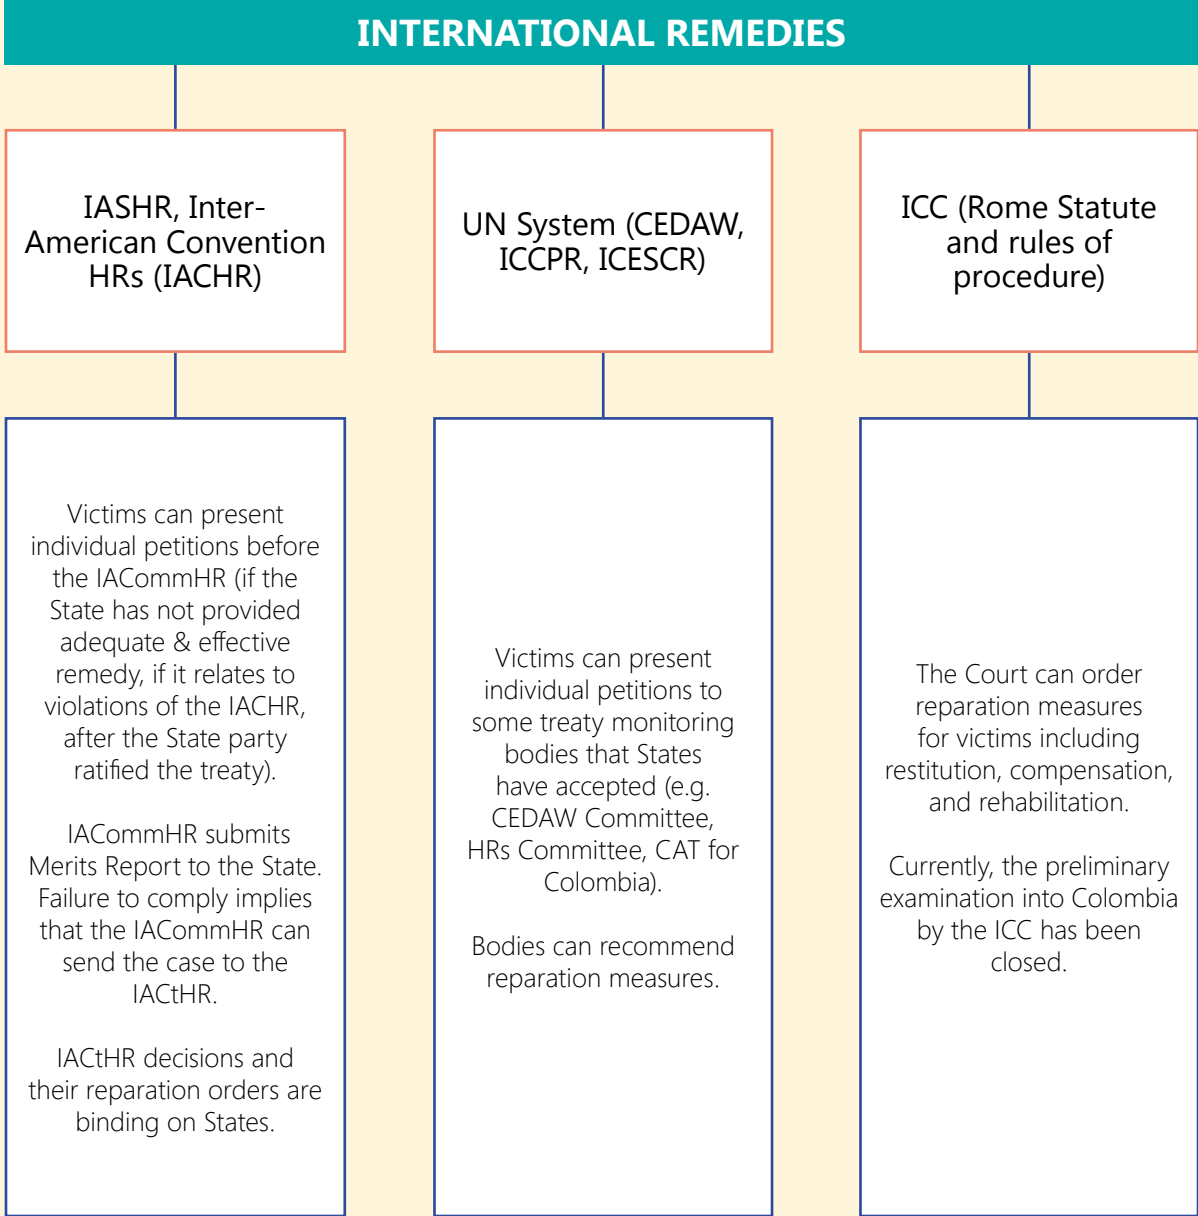 INTERNATIONAL REMEDIES
IASHR, Inter-
American Convention
HRs (IACHR)
Victims can present
individual petitions before
the IACommHR (if the
State has not provided
adequate & effective
remedy, if it relates to
violations of the IACHR,
after the State party
ratified the treaty).
IACommHR submits
Merits Report to the State.
Failure to comply implies
that the IACommHR can
send the case to the
IACtHR.
IACtHR decisions and
their reparation orders are
binding on States.
UN System (CEDAW,
ICCPR, ICESCR)
Victims can present
individual petitions to
some treaty monitoring
bodies that States
have accepted (e.g.
CEDAW Committee,
HRs Committee, CAT for
Colombia).
Bodies can recommend
reparation measures.
ICC (Rome Statute
and rules of
procedure)
The Court can order
reparation measures
for victims including
restitution, compensation,
and rehabilitation.
Currently, the preliminary
examination into Colombia
by the ICC has been
closed.